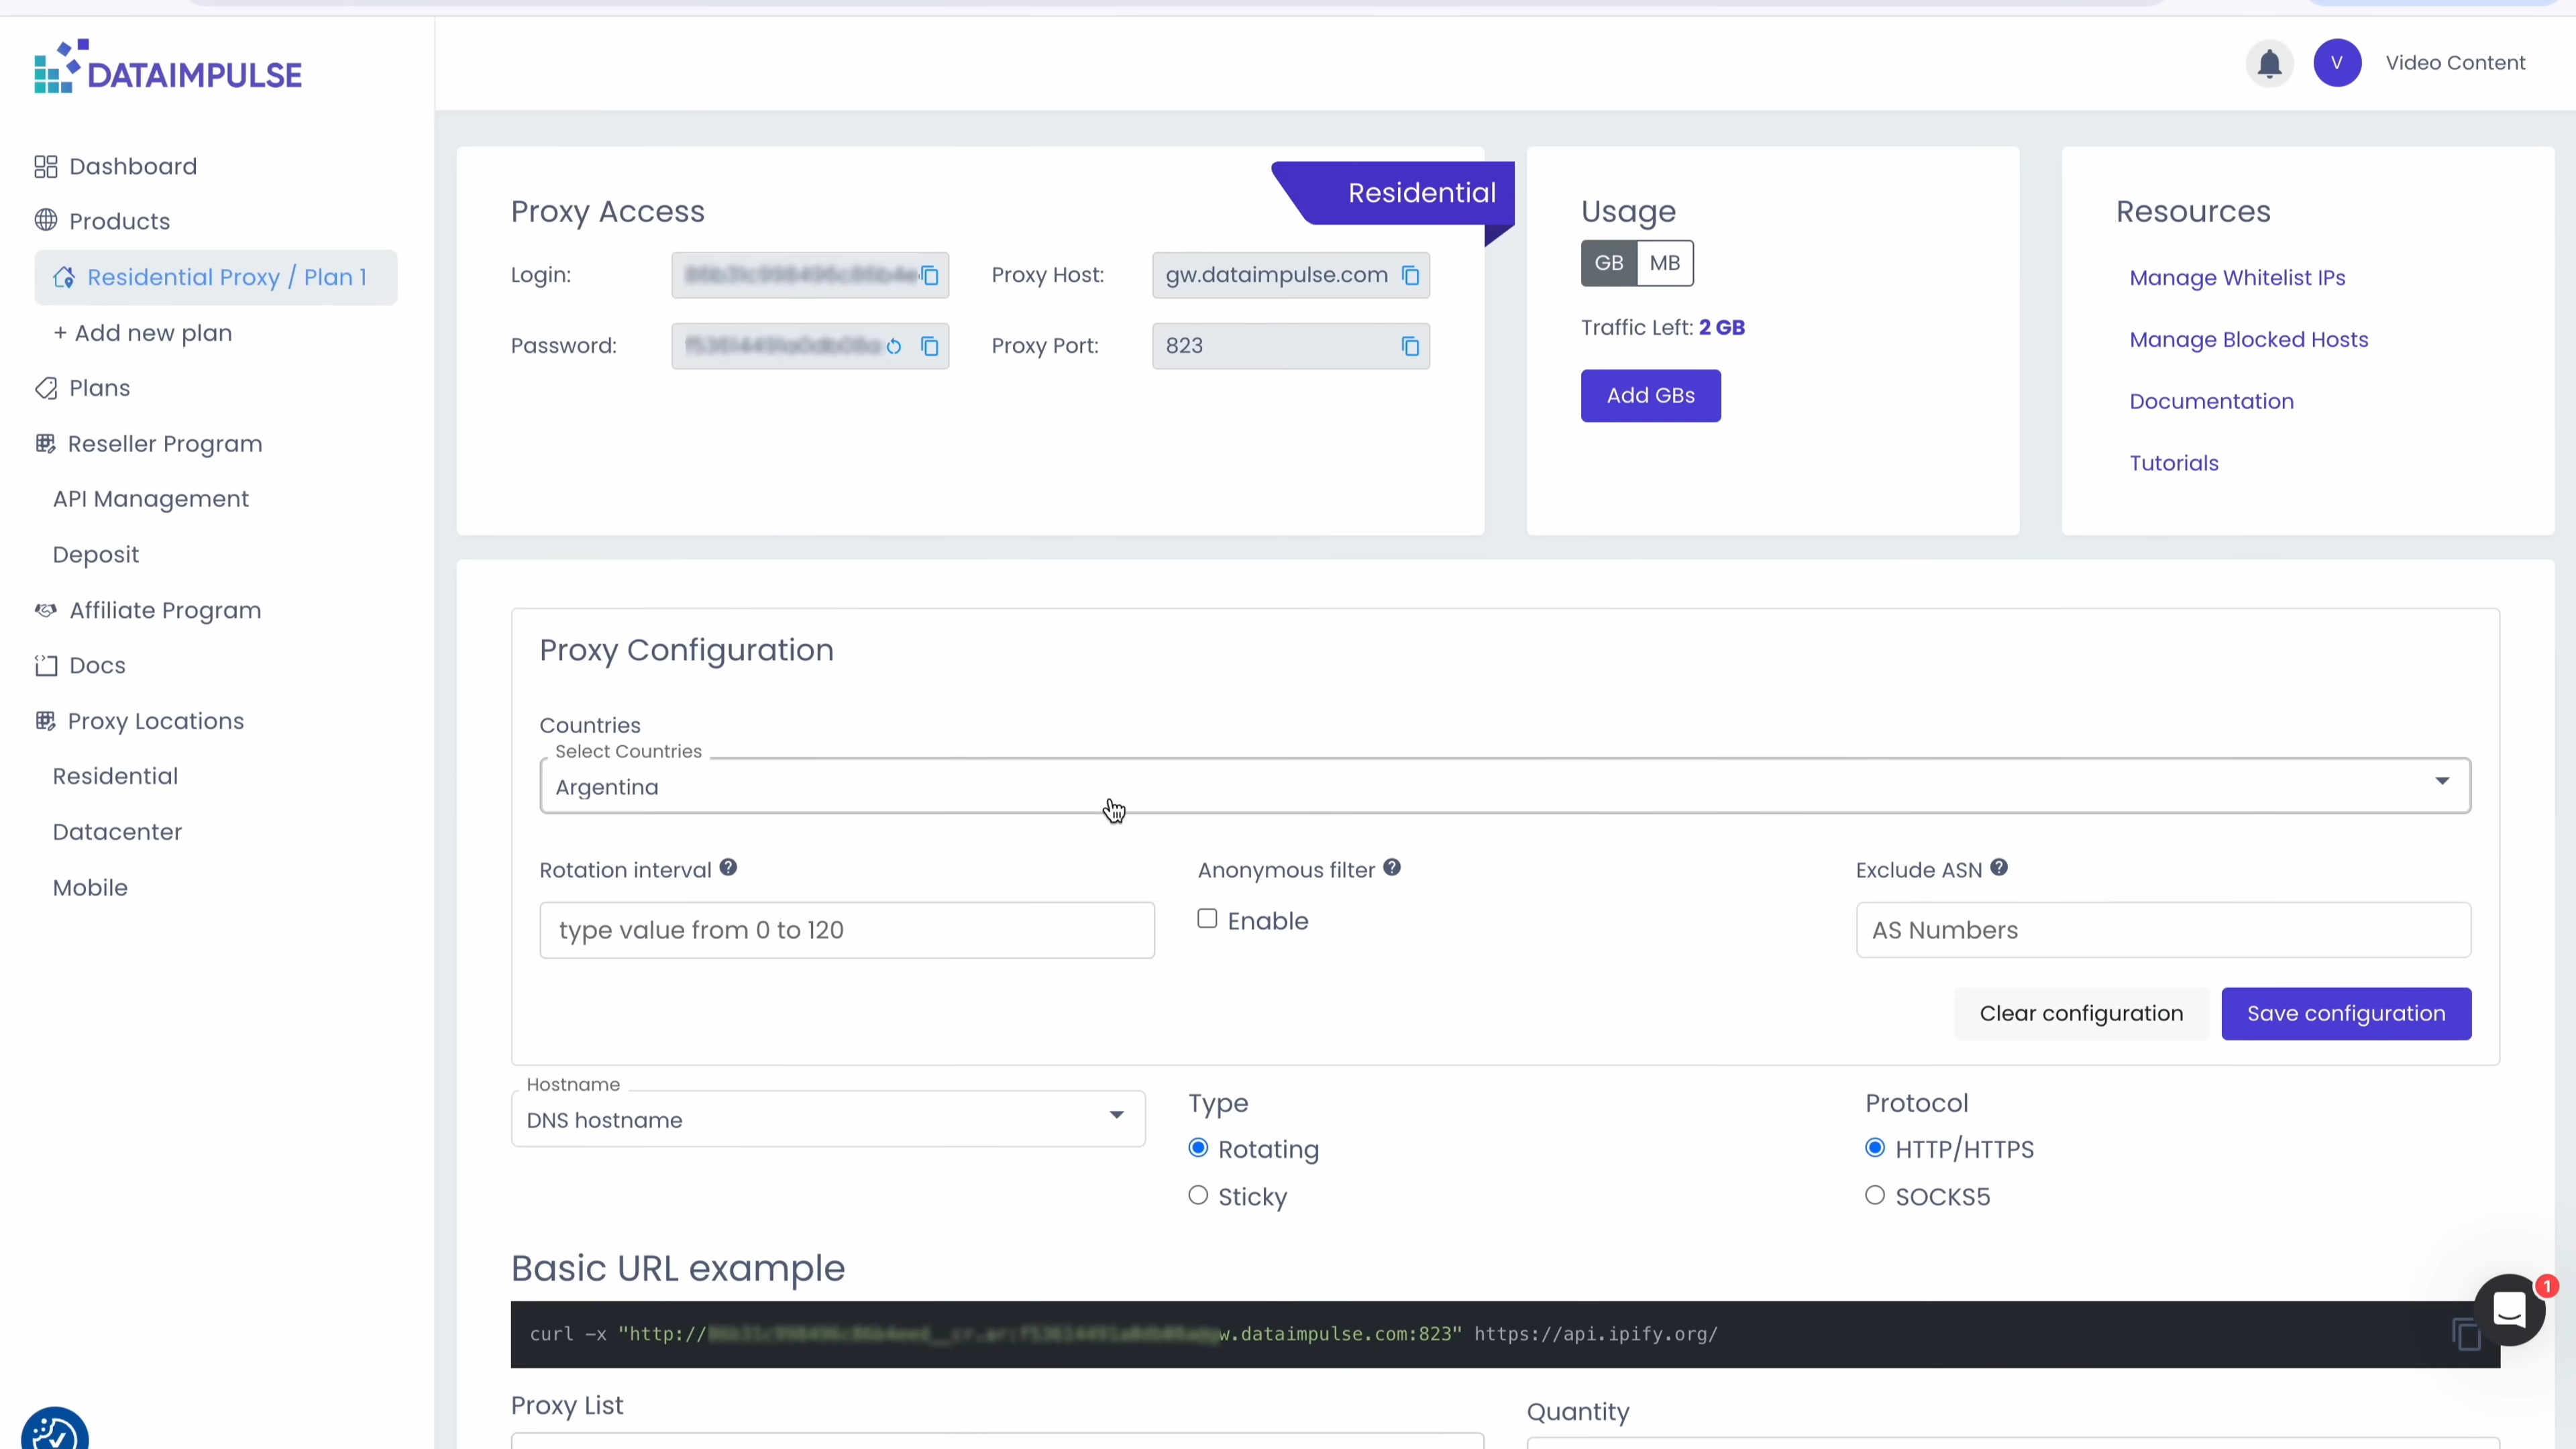 DATAIMPULSE
V
Video Content
Dashboard
Products
Residential Proxy / Plan 1
+ Add new plan
Plans
Reseller Program
API Management
Deposit
Affiliate Program
Docs
Proxy Locations
Residential
Datacenter
Mobile
Proxy Access
Residential
Login:
Proxy Host:
gw.dataimpulse.com
Password:
Proxy Port:
823
Usage
GB
MB
Traffic Left: 2 GB
Add GBs
Resources
Manage Whitelist IPs
Manage Blocked Hosts
Documentation
Tutorials
Proxy Configuration
Countries
Select Countries
Argentina
Rotation interval ?
type value from 0 to 120
Anonymous filter ?
Enable
Exclude ASN ?
AS Numbers
Clear configuration
Save configuration
Hostname
DNS hostname
Type
Rotating
Sticky
Protocol
HTTP/HTTPS
SOCKS5
Basic URL example
curl -x "http:// w.dataimpulse.com:823" https://api.ipify.org/
1
Proxy List
Quantity